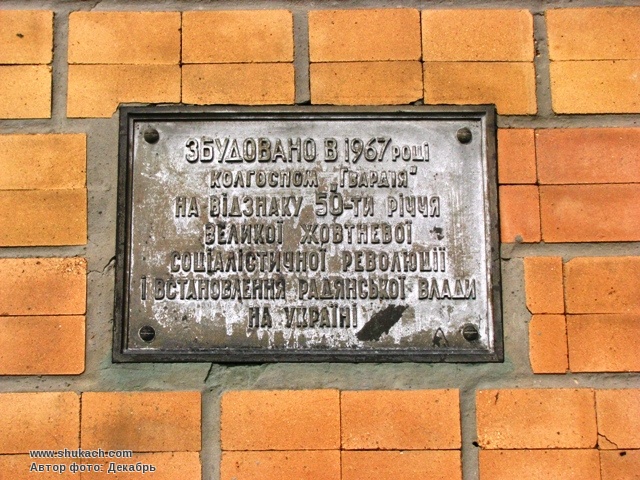 ЗБУДОВАНО В 1967 РОЦІ
КОЛГОСПОМ „ГВАРДІЯ"
НА ВІДЗНАКУ 50-ТИ РІЧЧЯ
ВЕЛИКОЇ ЖОВТНЕВОЇ
СОЦІАЛІСТИЧНОЇ РЕВОЛЮЦІЇ
І ВСТАНОВЛЕННЯ РАДЯНСЬКОЇ ВЛАДИ
НА УКРАЇНІ
www.shukach.com
Автор фото: Декабрь